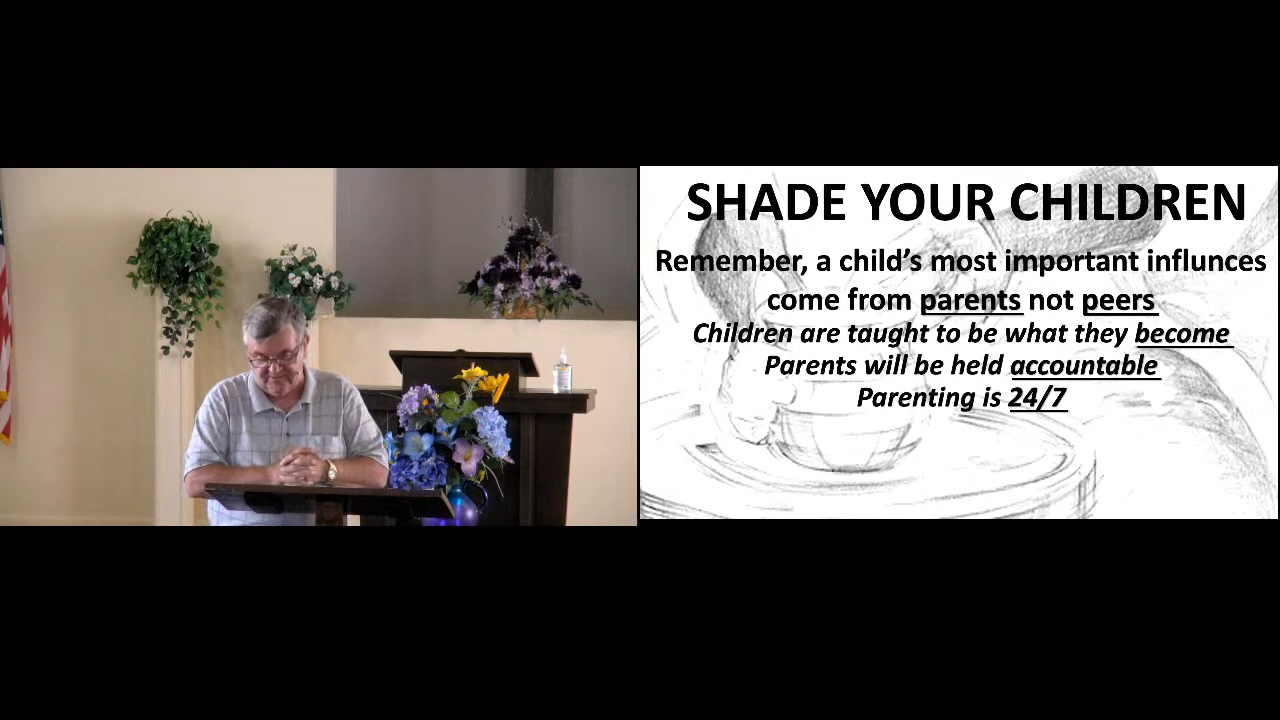 SHADE YOUR CHILDREN
Remember, a child's most important influnces
come from parents not peers
Children are taught to be what they become
Parents will be held accountable
Parenting is 24/7